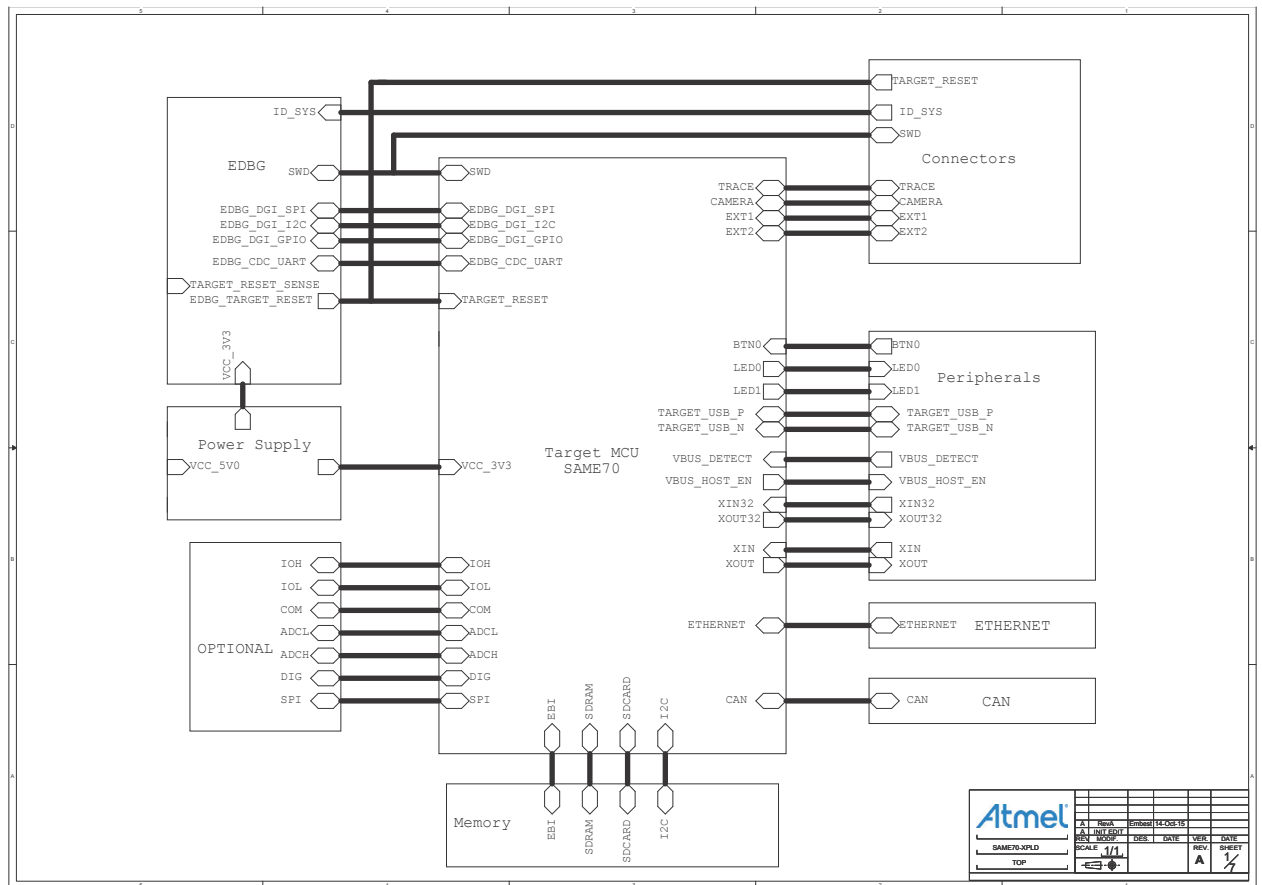 5
4
3
2
1
D
C
B
A
D
C
B
A
ID_SYS
EDBG
SWD
EDBG_DGI_SPI
EDBG_DGI_I2C
EDBG_DGI_GPIO
EDBG_CDC_UART
TARGET_RESET_SENSE
EDBG_TARGET_RESET
VCC_3V3
Power Supply
VCC_5V0
IOH
IOL
COM
ADCL
OPTIONAL
ADCH
DIG
SPI
SWD
EDBG_DGI_SPI
EDBG_DGI_I2C
EDBG_DGI_GPIO
EDBG_CDC_UART
TARGET_RESET
VCC_3V3
Target MCU
SAME70
IOH
IOL
COM
ADCL
ADCH
DIG
SPI
TRACE
CAMERA
EXT1
EXT2
BTN0
LED0
LED1
TARGET_USB_P
TARGET_USB_N
VBUS_DETECT
VBUS_HOST_EN
XIN32
XOUT32
XIN
XOUT
ETHERNET
CAN
EBI
SDRAM
SDCARD
I2C
TARGET_RESET
ID_SYS
SWD
Connectors
TRACE
CAMERA
EXT1
EXT2
BTN0
LED0
Peripherals
LED1
TARGET_USB_P
TARGET_USB_N
VBUS_DETECT
VBUS_HOST_EN
XIN32
XOUT32
XIN
XOUT
ETHERNET ETHERNET
CAN CAN
Memory
EBI
SDRAM
SDCARD
I2C
Atmel
SAME70-XPLD
TOP
A RevA Embest 14-Oct-15
A INIT EDIT
REV MODIF. DES. DATE VER. DATE
SCALE 1/1 REV. SHEET
A 1/7
5
4
3
2
1